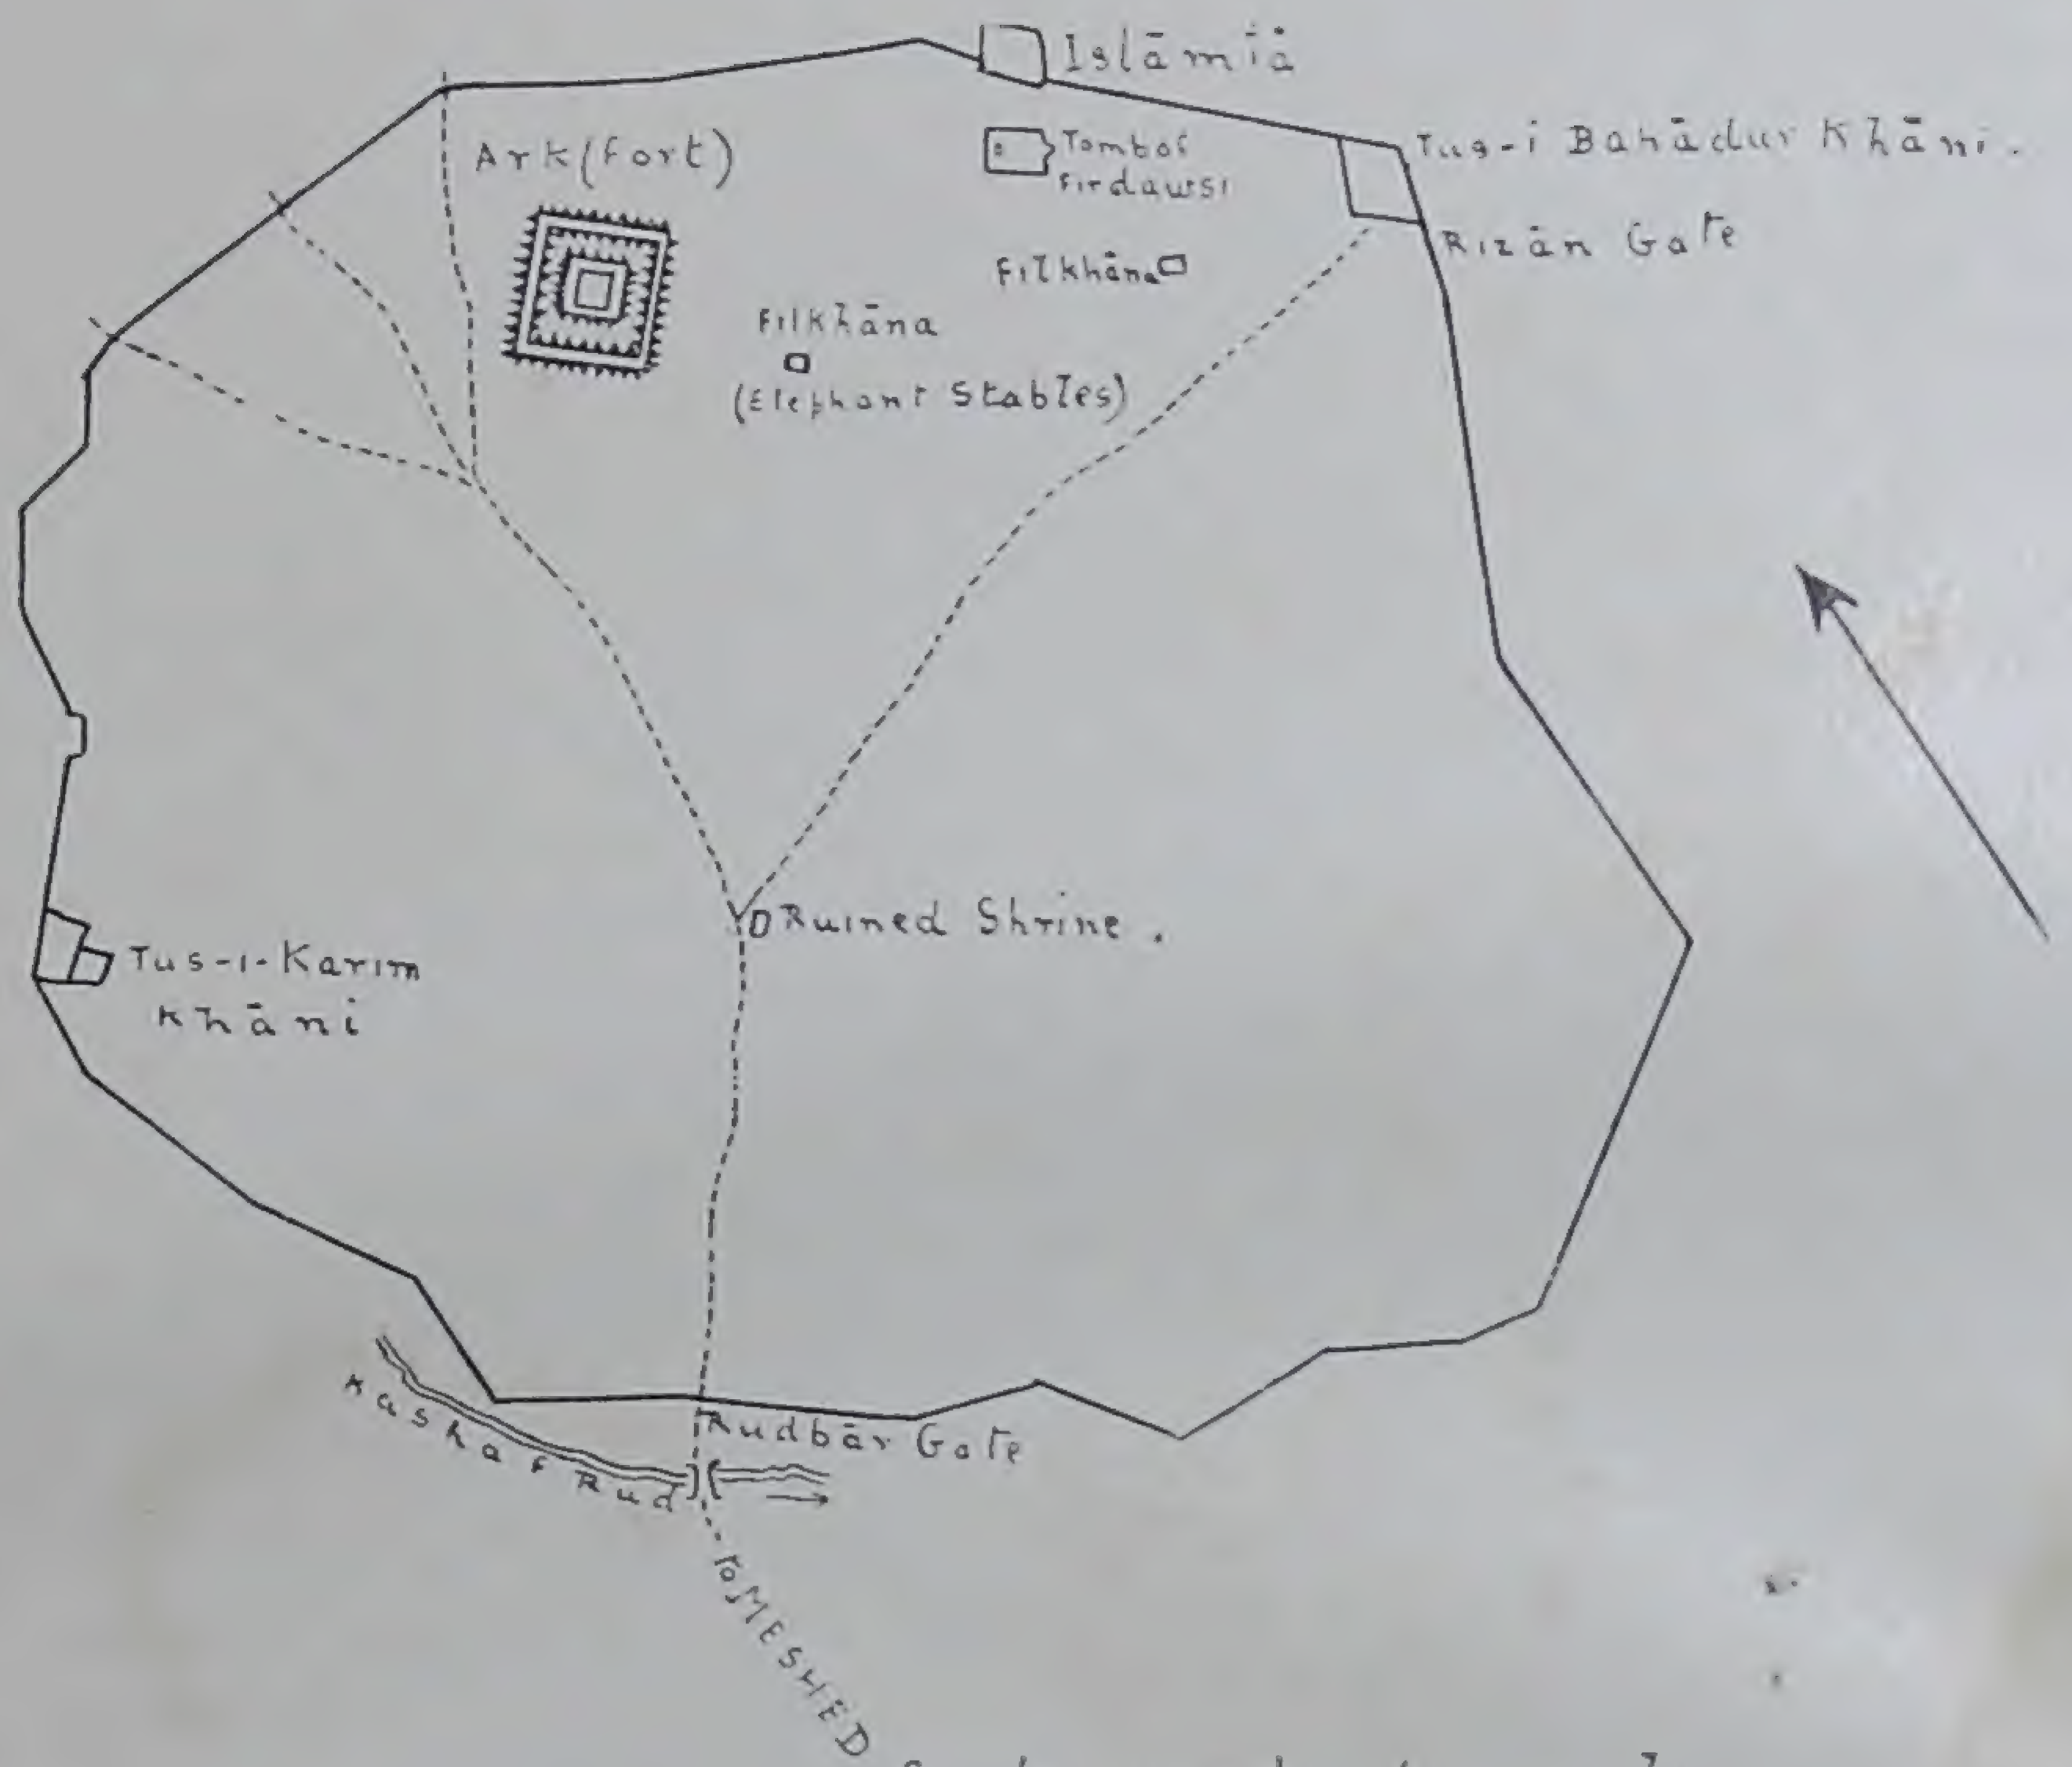 Islāmiā
Ark (Fort)
Tomb of
Firdawsi
Tus-i Bahādur Khāni.
Rizān Gate
Filkhāna
Filkhāna
(Elephant Stables)
Ruined Shrine.
Tus-i-Karim
Khāni
Rudbār Gate
Kashaf Rud
To MESHED